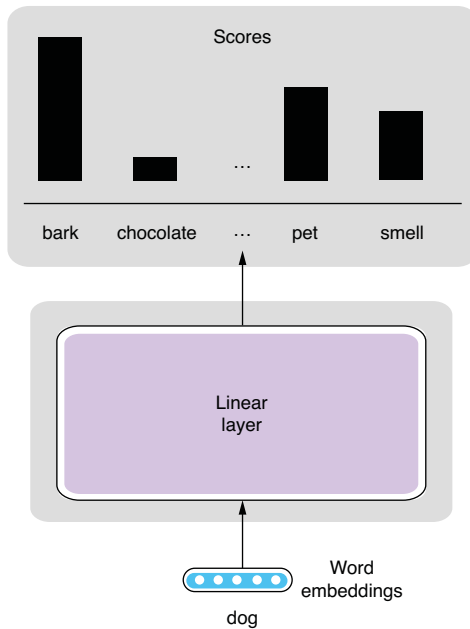 Scores
...
bark chocolate ... pet smell
Linear
layer
Word
embeddings
dog